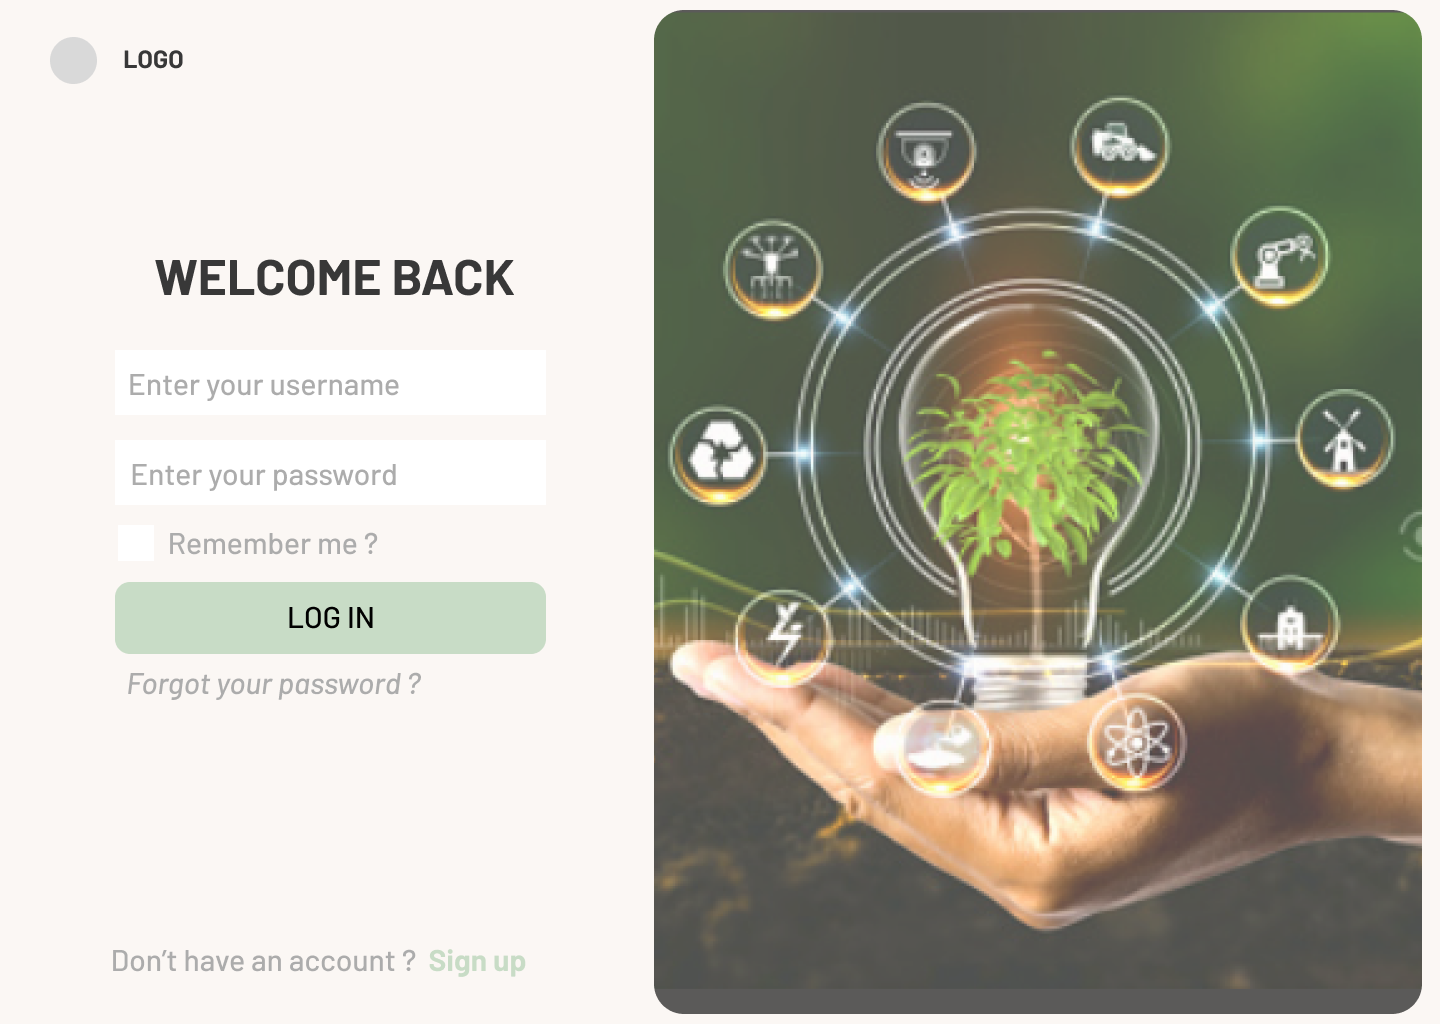 LOGO
WELCOME BACK
Enter your username
Enter your password
Remember me ?
LOG IN
Forgot your password ?
Don’t have an account ? Sign up